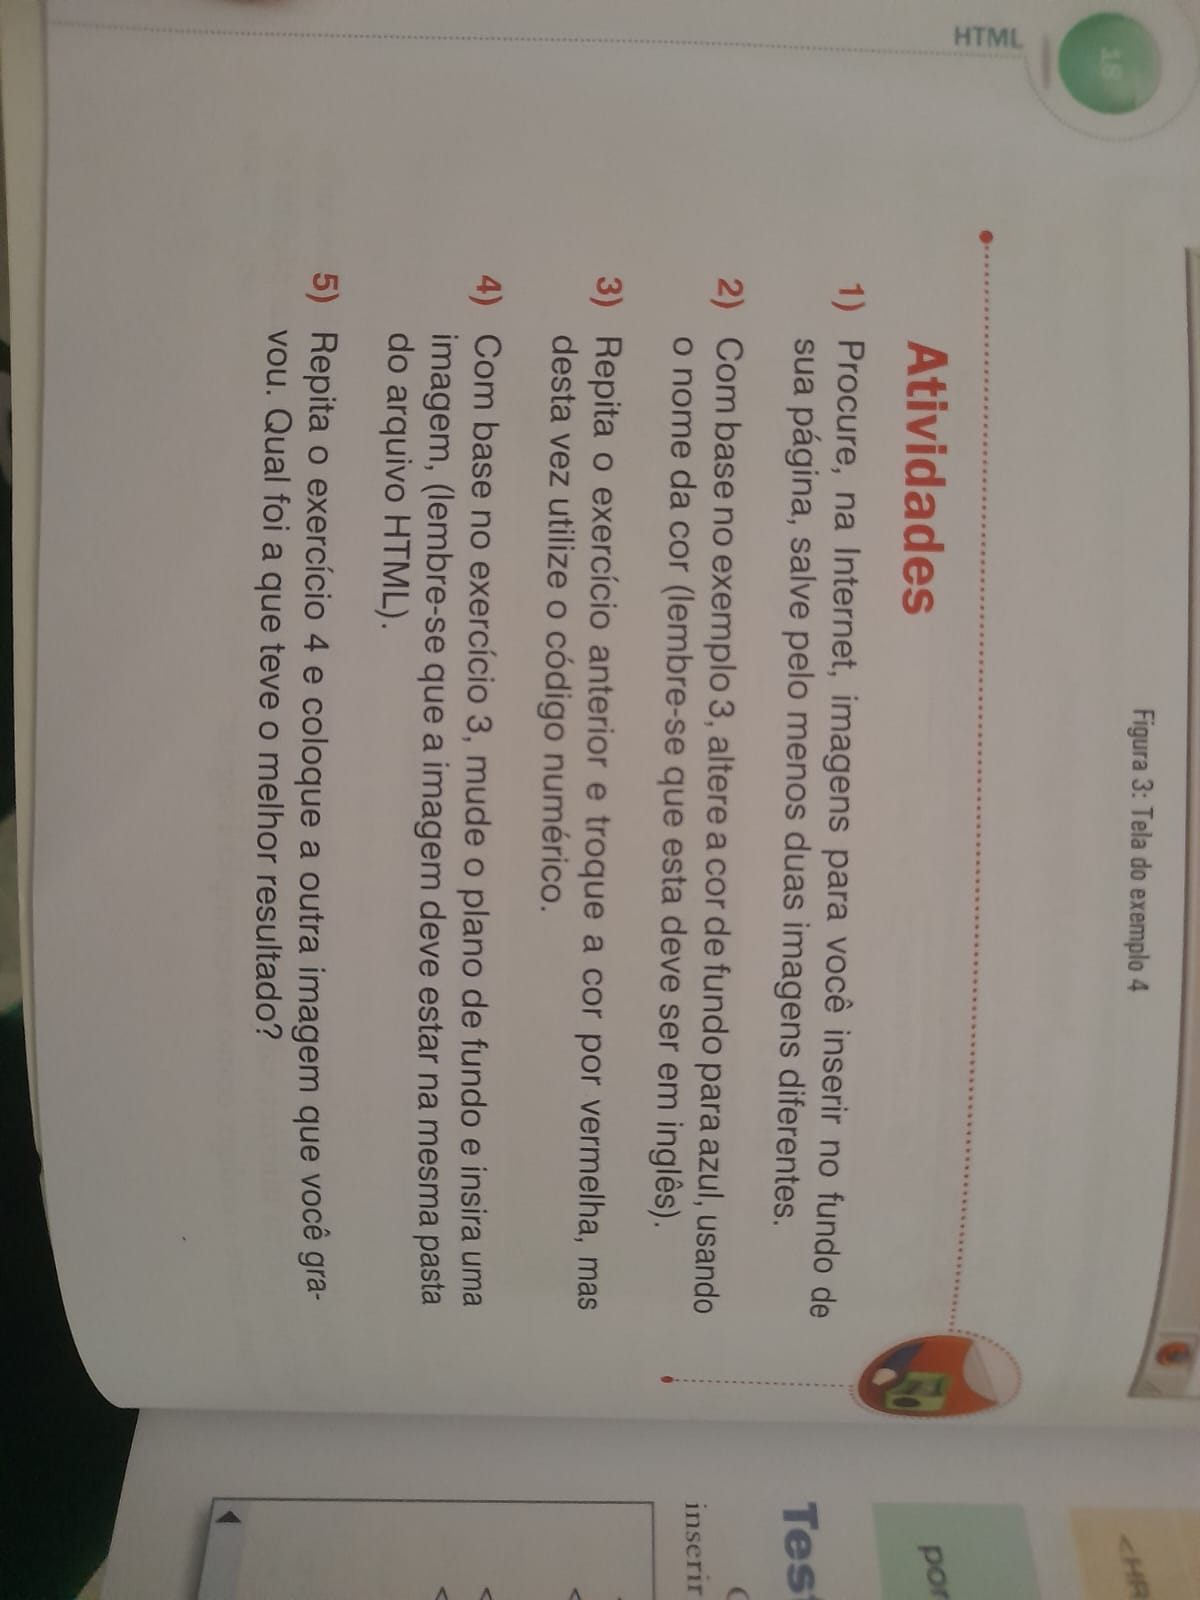 Figura 3: Tela do exemplo 4
Atividades
1) Procure, na Internet, imagens para você inserir no fundo de
sua página, salve pelo menos duas imagens diferentes.
2) Com base no exemplo 3, altere a cor de fundo para azul, usando
o nome da cor (lembre-se que esta deve ser em inglês).
3) Repita o exercício anterior e troque a cor por vermelha, mas
desta vez utilize o código numérico.
4) Com base no exercício 3, mude o plano de fundo e insira uma
imagem, (lembre-se que a imagem deve estar na mesma pasta
do arquivo HTML).
5) Repita o exercício 4 e coloque a outra imagem que você gra-
vou. Qual foi a que teve o melhor resultado?
18
HTML
<HR
por
Tes
inserir